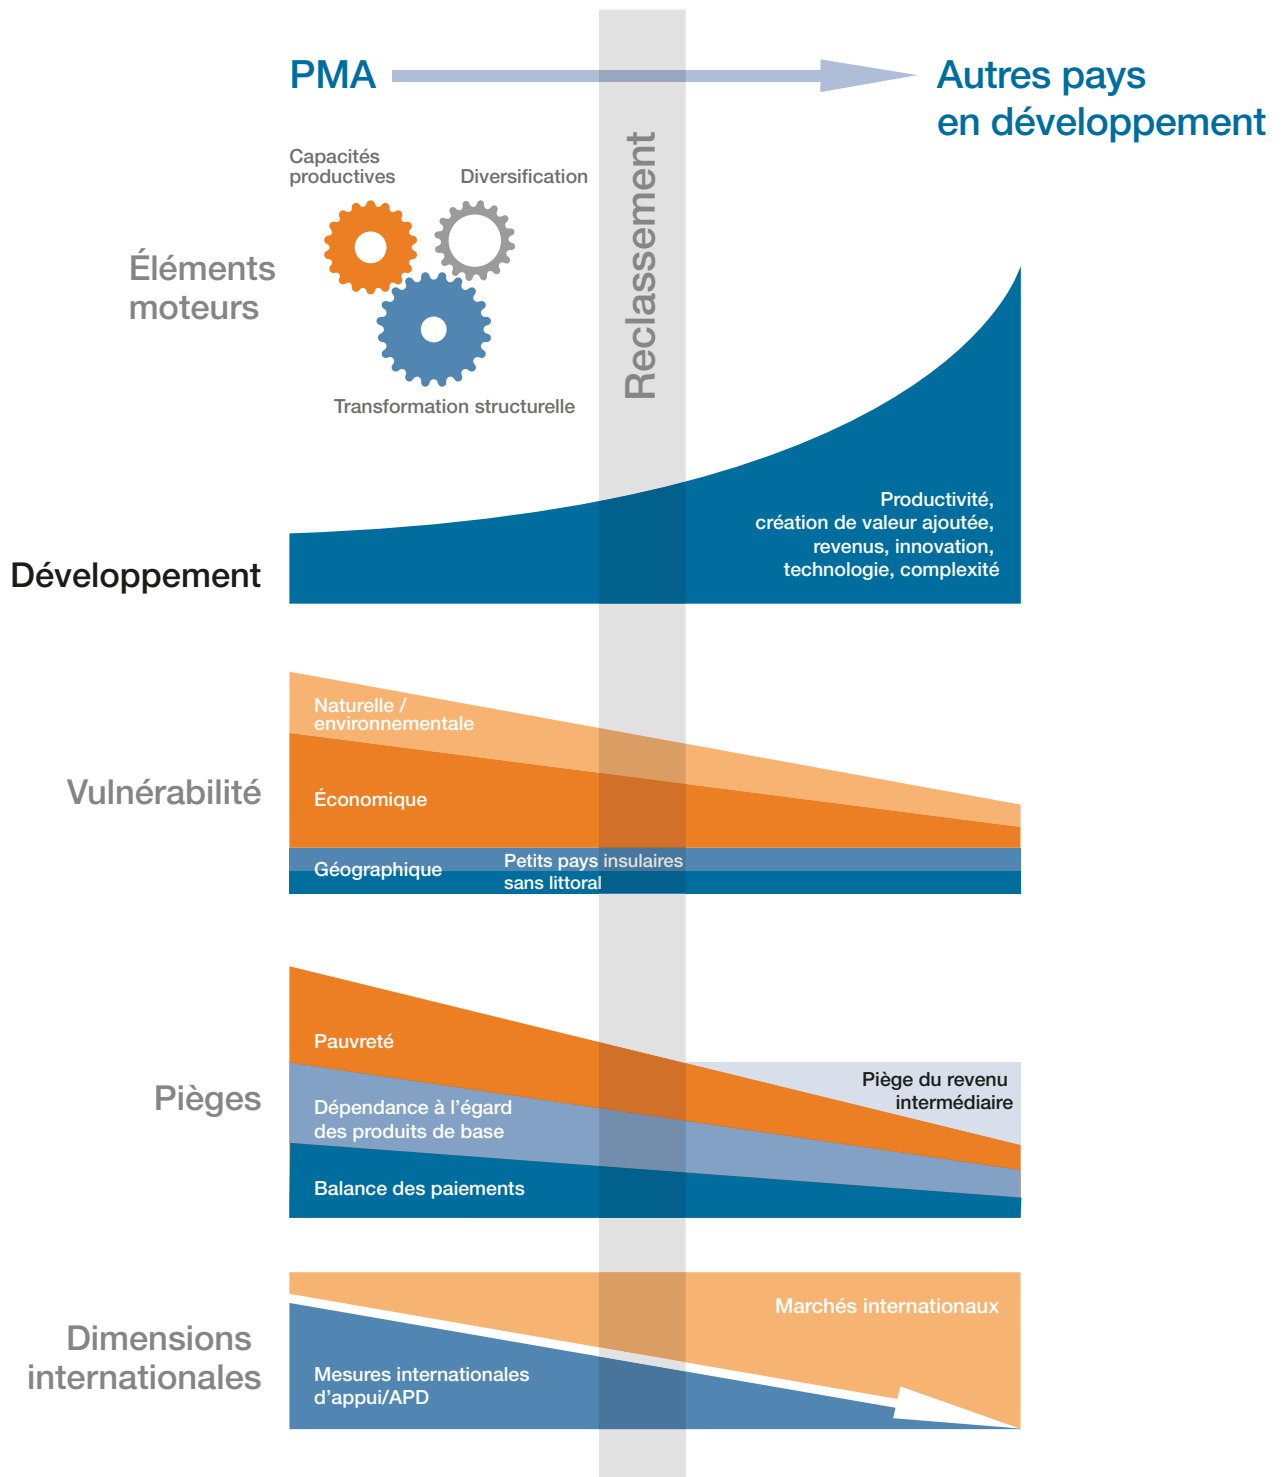 PMA
Autres pays
en développement
Reclassement
Capacités
productives
Diversification
Éléments
moteurs
Transformation structurelle
Productivité,
création de valeur ajoutée,
revenus, innovation,
technologie, complexité
Développement
Naturelle /
environnementale
Vulnérabilité
Économique
Géographique
Petits pays insulaires
sans littoral
Pauvreté
Pièges
Piège du revenu
intermédiaire
Dépendance à l'égard
des produits de base
Balance des paiements
Marchés internationaux
Dimensions
internationales
Mesures internationales
d'appui/APD